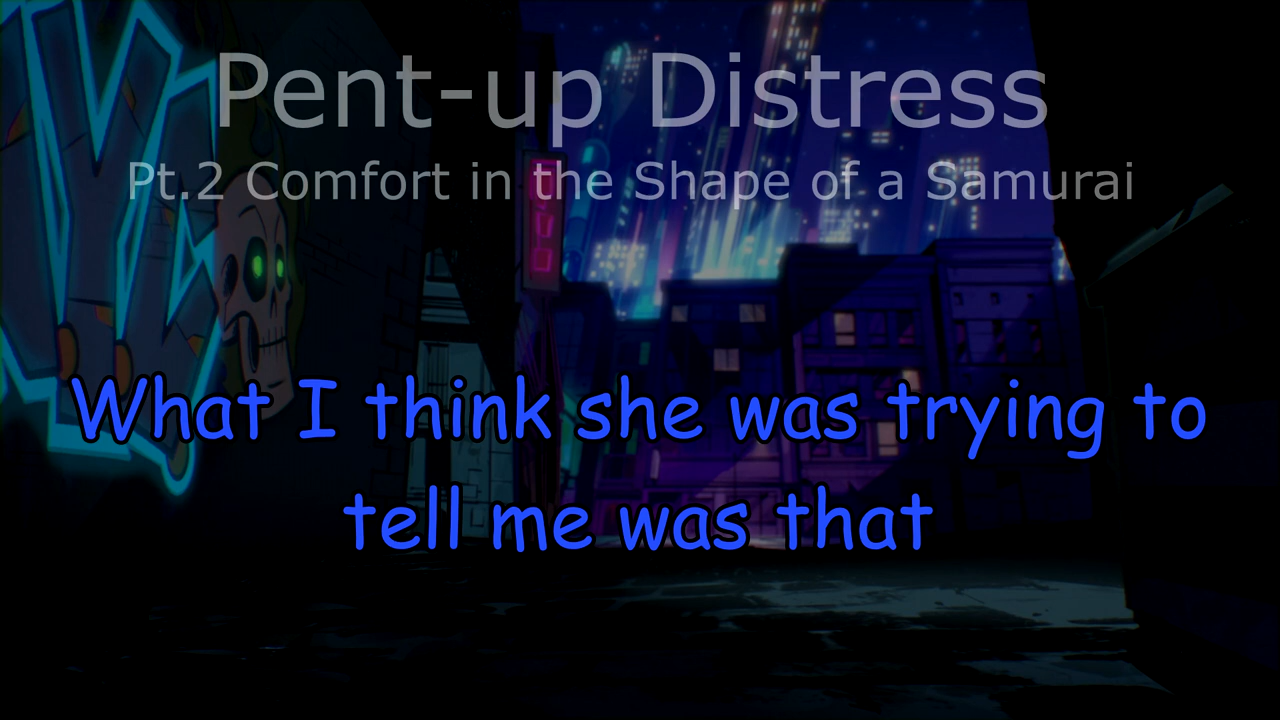 Pent-up Distress
Pt.2 Comfort in the Shape of a Samurai
What I think she was trying to
tell me was that